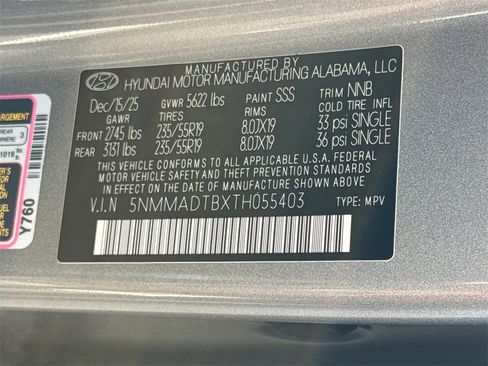 MANUFACTURED BY
HYUNDAI MOTOR MANUFACTURING ALABAMA, LLC
Dec/15/25 GVWR 5622 lbs PAINT SSS TRIM NNB
GAWR TIRES RIMS COLD TIRE INFL
FRONT 2745 lbs 235/55R19 8.0JX19 33 psi SINGLE
REAR 3131 lbs 235/55R19 8.0JX19 36 psi SINGLE
THIS VEHICLE CONFORMS TO ALL APPLICABLE U.S. FEDERAL
MOTOR VEHICLE SAFETY AND THEFT PREVENTION STANDARDS
IN EFFECT ON THE DATE OF MANUFACTURE SHOWN ABOVE.
V.I.N 5NMMADTBXTH055403 TYPE: MPV
REAR 3
Y760